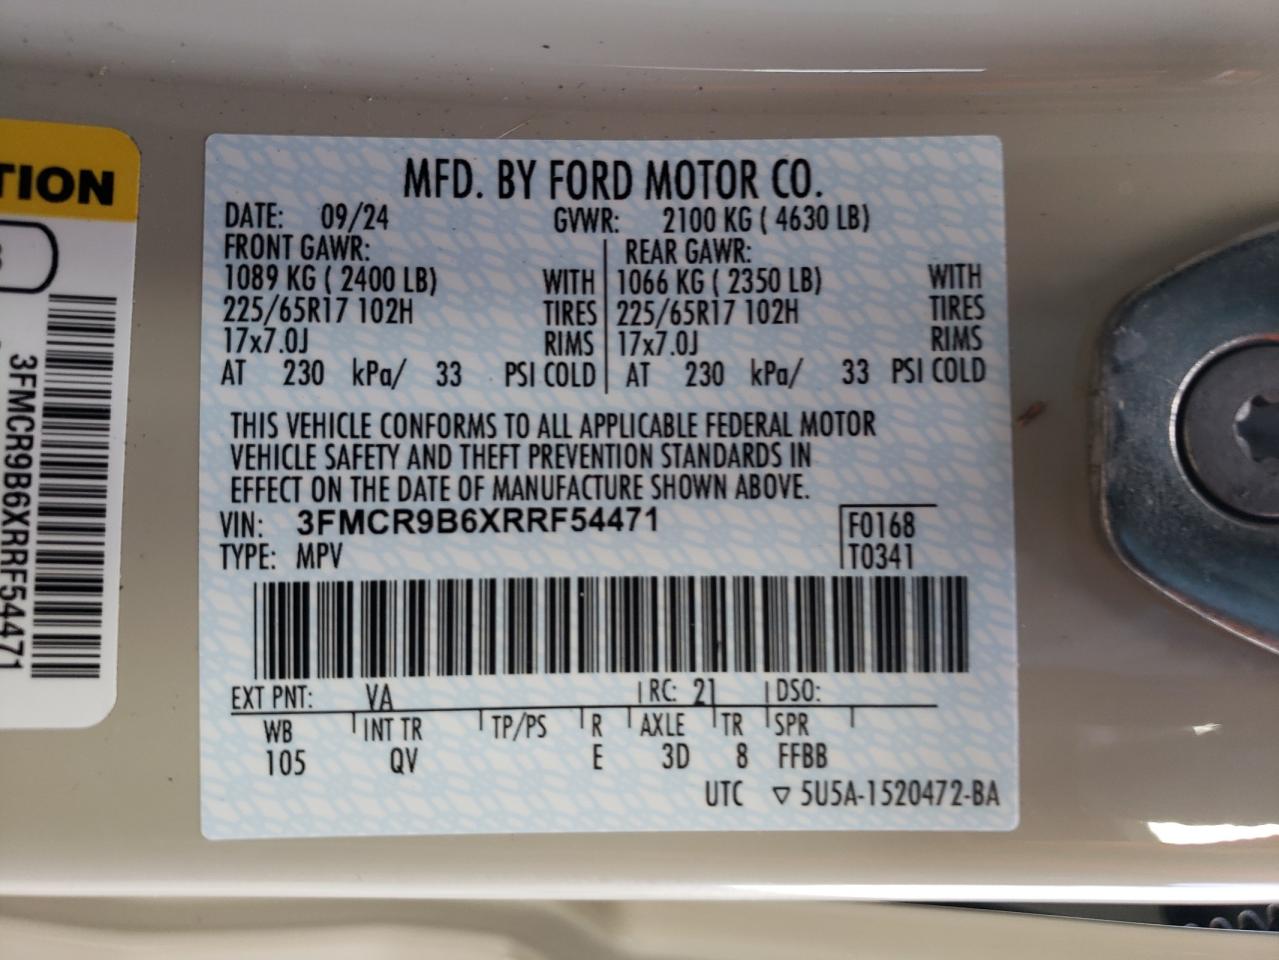 TION
3FMCR9B6XRRF54471
MFD. BY FORD MOTOR CO.
DATE: 09/24 GVWR: 2100 KG ( 4630 LB)
FRONT GAWR: REAR GAWR:
1089 KG ( 2400 LB) WITH 1066 KG ( 2350 LB) WITH
225/65R17 102H TIRES 225/65R17 102H TIRES
17x7.0J RIMS 17x7.0J RIMS
AT 230 kPa/ 33 PSI COLD AT 230 kPa/ 33 PSI COLD
THIS VEHICLE CONFORMS TO ALL APPLICABLE FEDERAL MOTOR
VEHICLE SAFETY AND THEFT PREVENTION STANDARDS IN
EFFECT ON THE DATE OF MANUFACTURE SHOWN ABOVE.
VIN: 3FMCR9B6XRRF54471 F0168
TYPE: MPV T0341
EXT PNT: VA RC: 21 DSO:
WB INT TR TP/PS R AXLE TR SPR
105 QV E 3D 8 FFBB
UTC ▽ 5U5A-1520472-BA